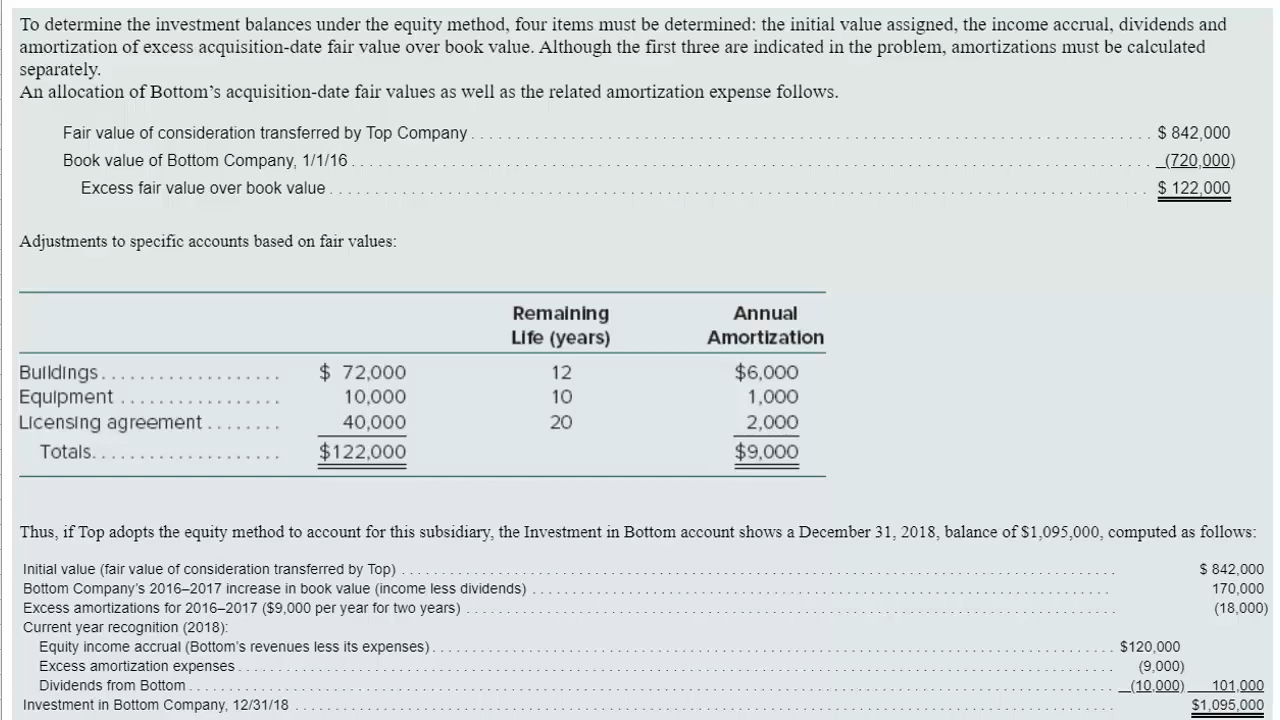 To determine the investment balances under the equity method, four items must be determined: the initial value assigned, the income accrual, dividends and
amortization of excess acquisition-date fair value over book value. Although the first three are indicated in the problem, amortizations must be calculated
separately.
An allocation of Bottom’s acquisition-date fair values as well as the related amortization expense follows.
Fair value of consideration transferred by Top Company $ 842,000
Book value of Bottom Company, 1/1/16 (720,000)
Excess fair value over book value $ 122,000
Adjustments to specific accounts based on fair values:
Remaining Annual
Life (years) Amortization
Buildings $ 72,000 12 $6,000
Equipment 10,000 10 1,000
Licensing agreement 40,000 20 2,000
Totals $122,000 $9,000
Thus, if Top adopts the equity method to account for this subsidiary, the Investment in Bottom account shows a December 31, 2018, balance of $1,095,000, computed as follows:
Initial value (fair value of consideration transferred by Top) $ 842,000
Bottom Company’s 2016–2017 increase in book value (income less dividends) 170,000
Excess amortizations for 2016–2017 ($9,000 per year for two years) (18,000)
Current year recognition (2018):
Equity income accrual (Bottom’s revenues less its expenses) $120,000
Excess amortization expenses (9,000)
Dividends from Bottom (10,000) 101,000
Investment in Bottom Company, 12/31/18 $1,095,000